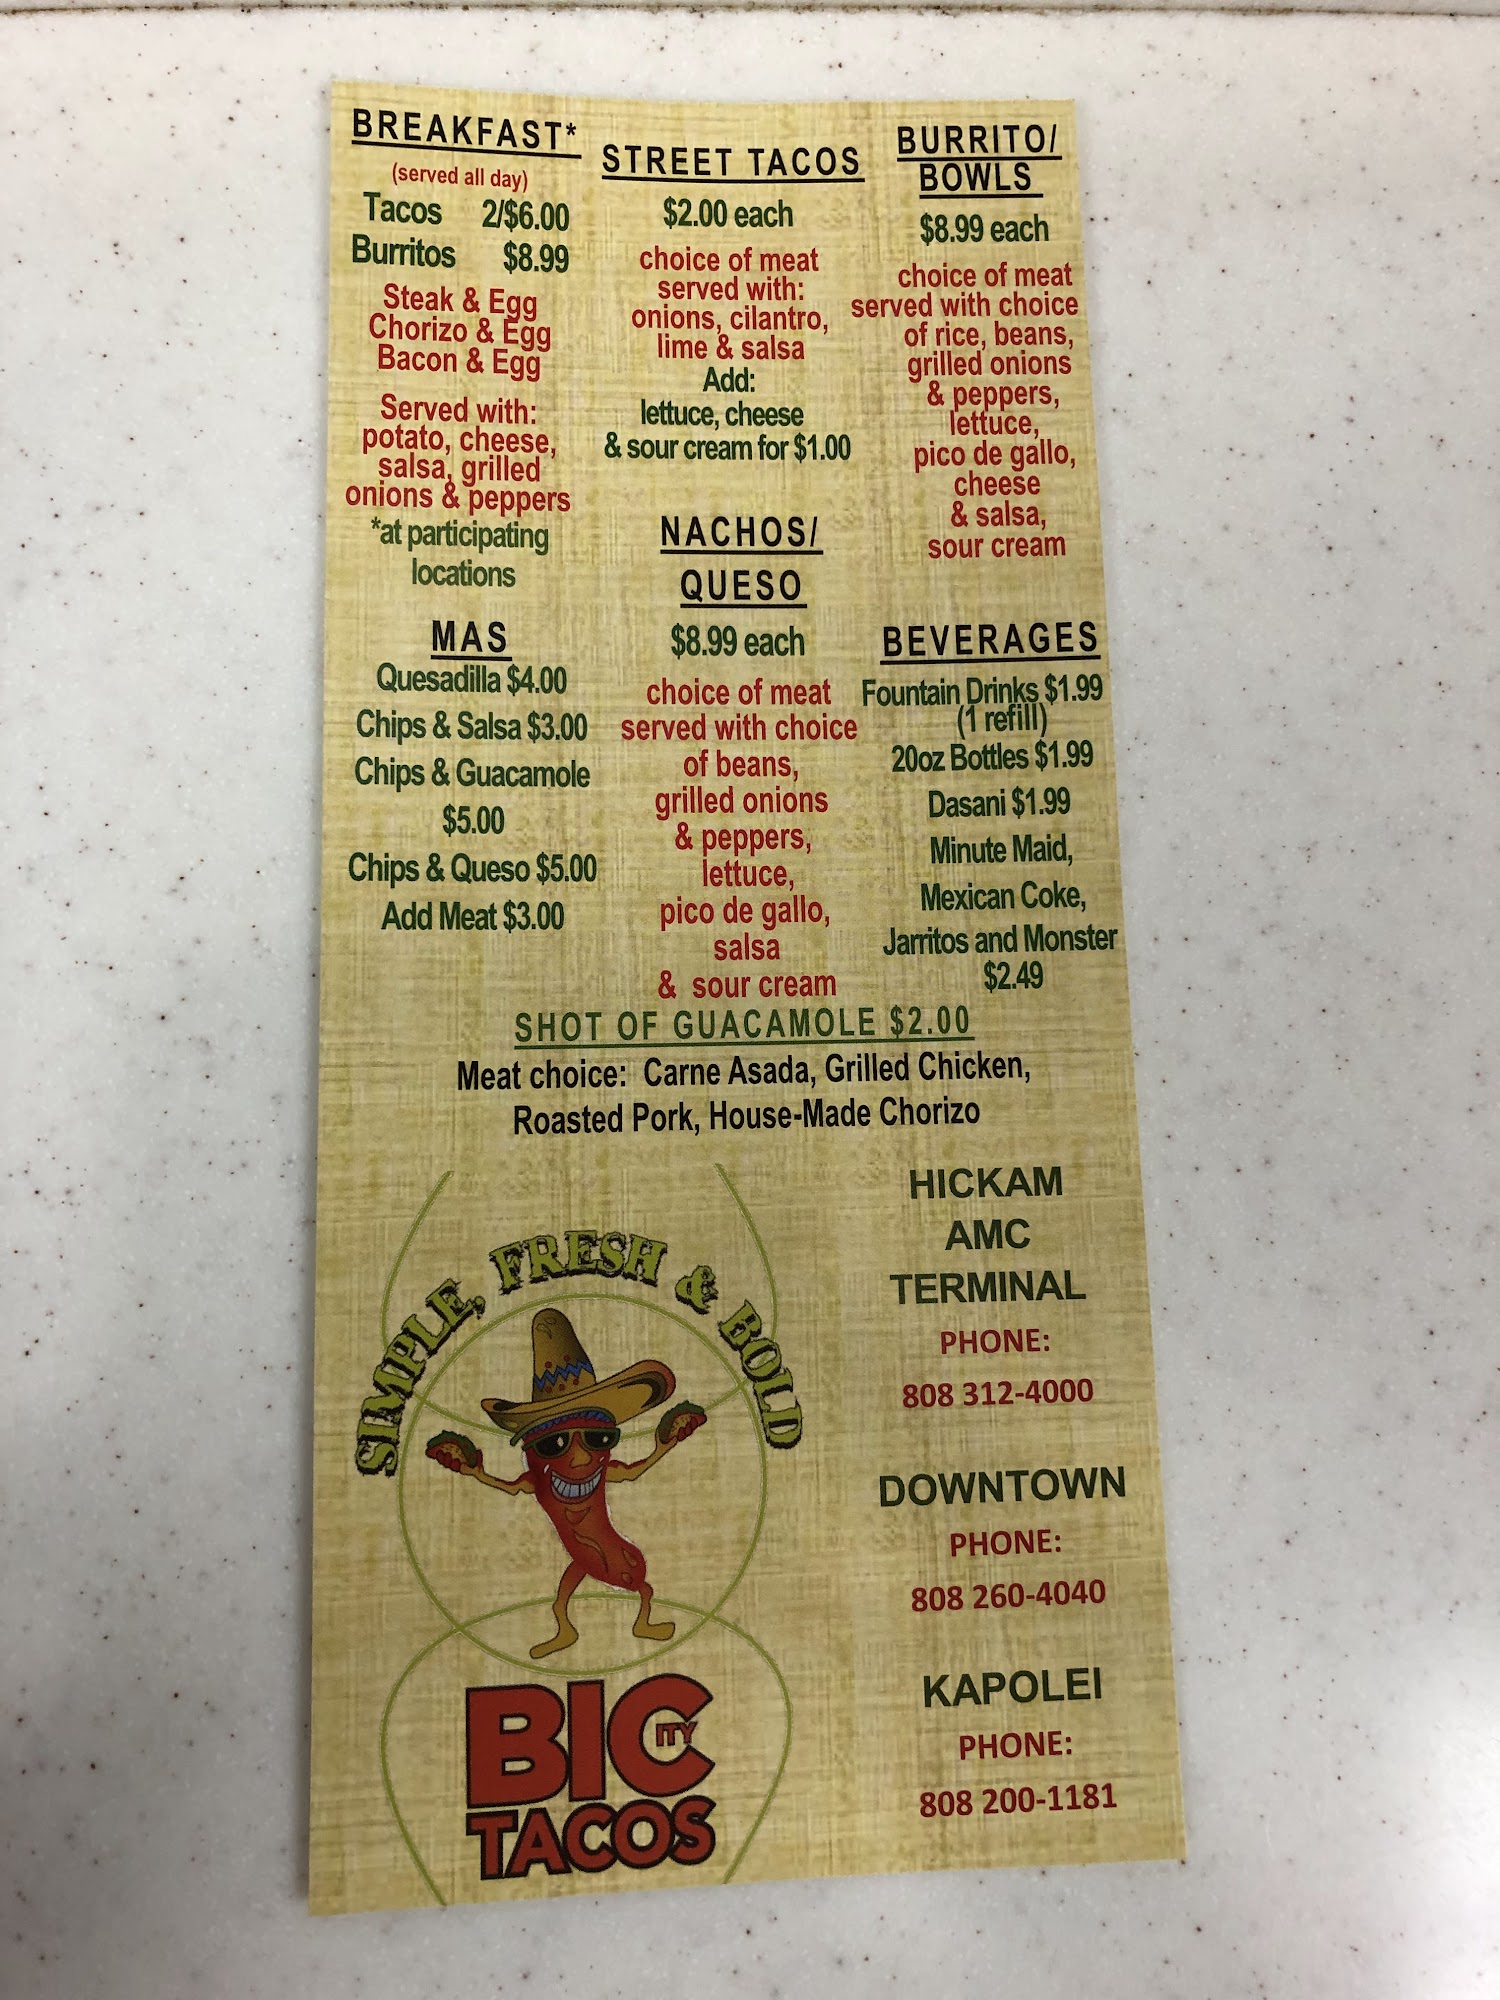 BREAKFAST*
(served all day)
Tacos 2/$6.00
Burritos $8.99
Steak & Egg
Chorizo & Egg
Bacon & Egg
Served with:
potato, cheese,
salsa, grilled
onions & peppers
*at participating
locations
MAS
Quesadilla $4.00
Chips & Salsa $3.00
Chips & Guacamole
$5.00
Chips & Queso $5.00
Add Meat $3.00
STREET TACOS
$2.00 each
choice of meat
served with:
onions, cilantro,
lime & salsa
Add:
lettuce, cheese
& sour cream for $1.00
NACHOS/
QUESO
$8.99 each
choice of meat
served with choice
of beans,
grilled onions
& peppers,
lettuce,
pico de gallo,
salsa
& sour cream
BURRITO/
BOWLS
$8.99 each
choice of meat
served with choice
of rice, beans,
grilled onions
& peppers,
lettuce,
pico de gallo,
cheese
& salsa,
sour cream
BEVERAGES
Fountain Drinks $1.99
(1 refill)
20oz Bottles $1.99
Dasani $1.99
Minute Maid,
Mexican Coke,
Jarritos and Monster
$2.49
SHOT OF GUACAMOLE $2.00
Meat choice: Carne Asada, Grilled Chicken,
Roasted Pork, House-Made Chorizo
SIMPLE, FRESH & BOLD
BIC
ITY
TACOS
HICKAM
AMC
TERMINAL
PHONE:
808 312-4000
DOWNTOWN
PHONE:
808 260-4040
KAPOLEI
PHONE:
808 200-1181